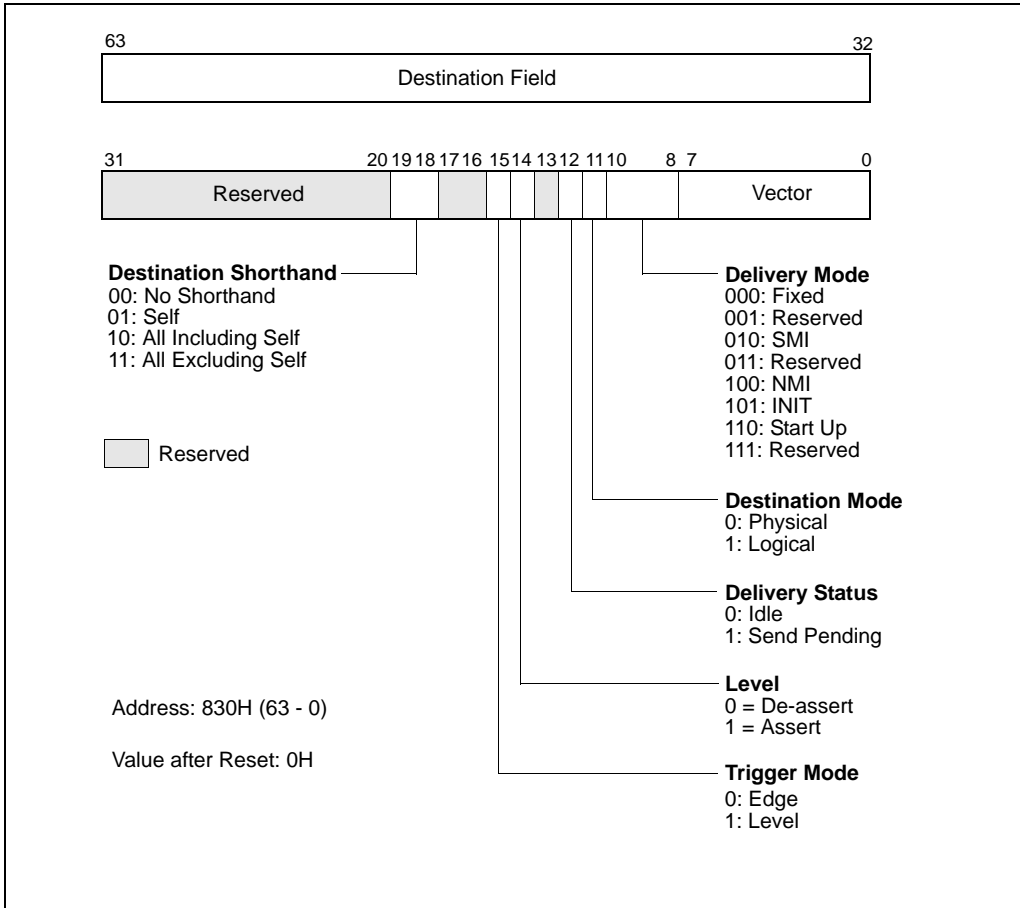 63 32
Destination Field
31 20 19 18 17 16 15 14 13 12 11 10 8 7 0
Reserved Vector
Destination Shorthand
00: No Shorthand
01: Self
10: All Including Self
11: All Excluding Self
Reserved
Delivery Mode
000: Fixed
001: Reserved
010: SMI
011: Reserved
100: NMI
101: INIT
110: Start Up
111: Reserved
Destination Mode
0: Physical
1: Logical
Delivery Status
0: Idle
1: Send Pending
Level
0 = De-assert
1 = Assert
Trigger Mode
0: Edge
1: Level
Address: 830H (63 - 0)
Value after Reset: 0H